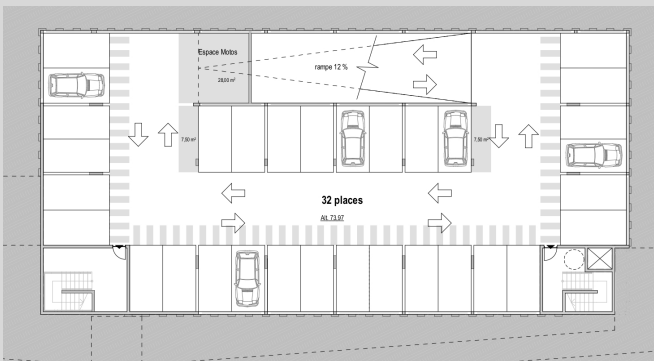 Espace Motos
28,00 m²
rampe 12 %
7,50 m²
7,50 m²
32 places
Alt. 73,97